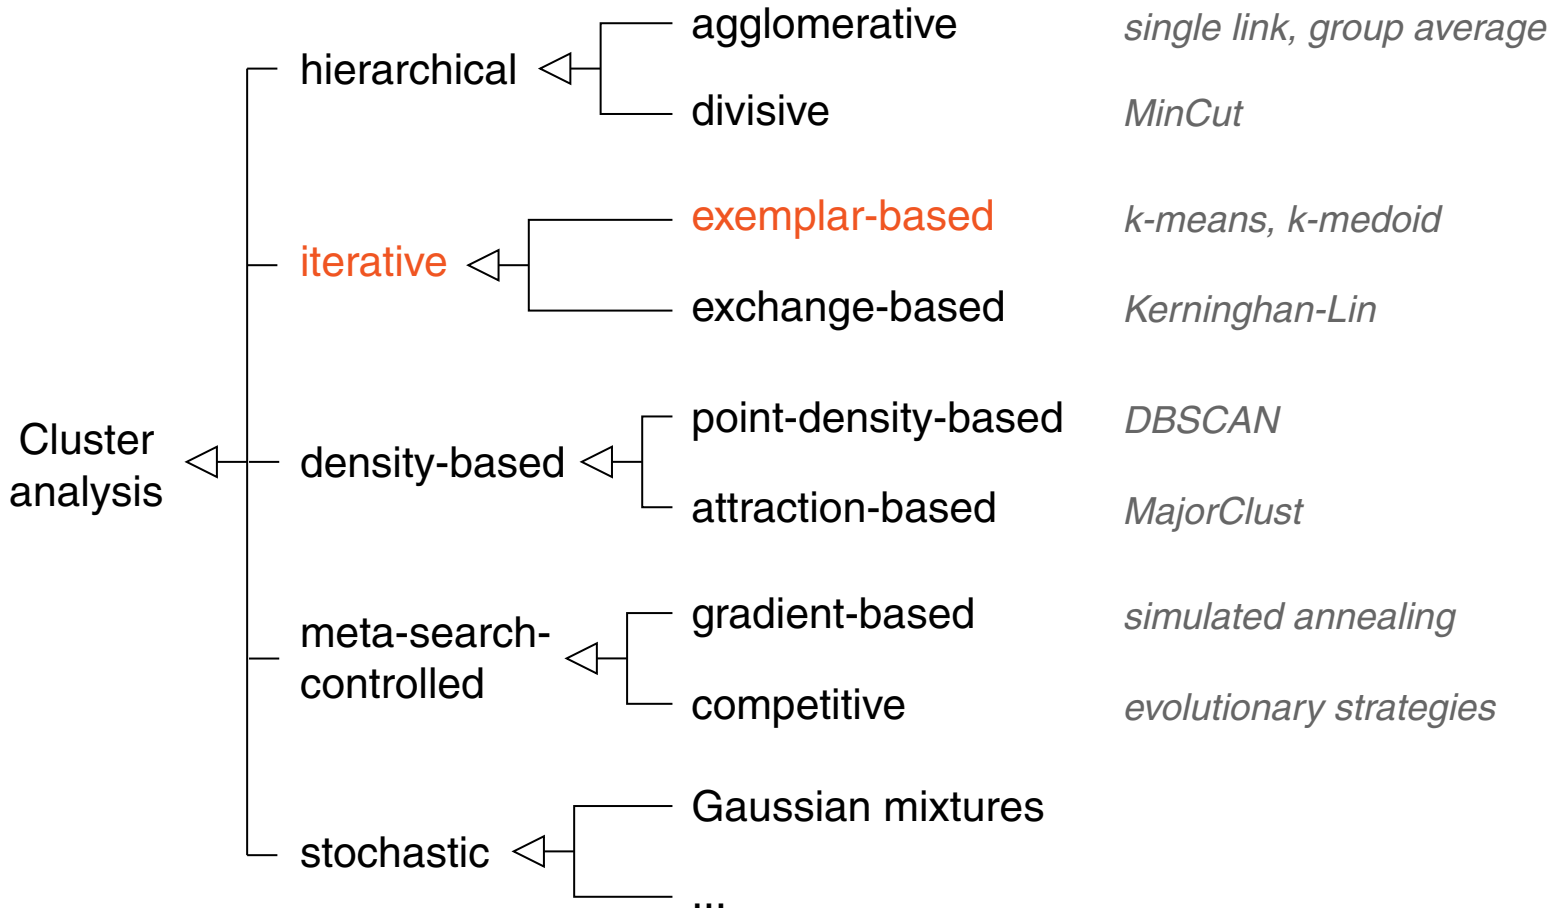 agglomerative single link, group average
hierarchical
divisive MinCut
exemplar-based k-means, k-medoid
iterative
exchange-based Kerninghan-Lin
point-density-based DBSCAN
Cluster
analysis
density-based
attraction-based MajorClust
gradient-based simulated annealing
meta-search-
controlled
competitive evolutionary strategies
Gaussian mixtures
stochastic
...